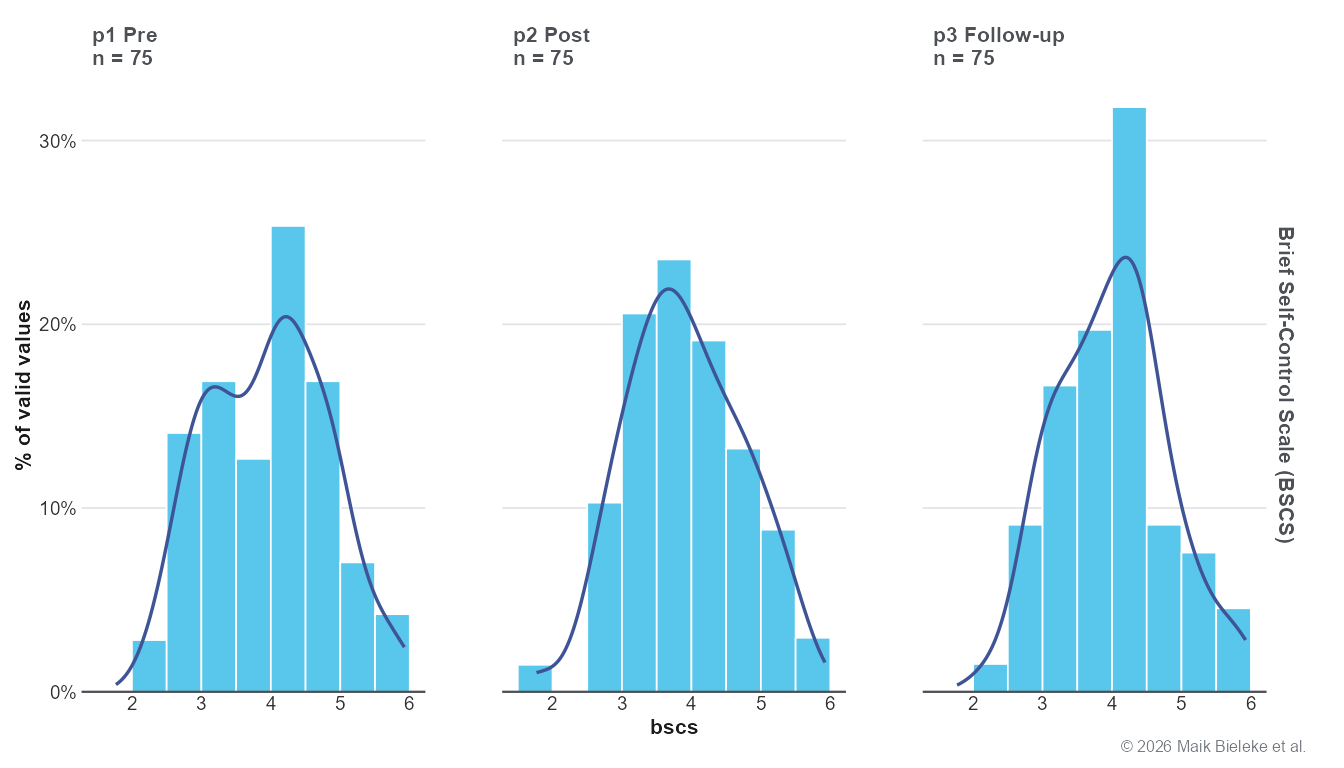 p1 Pre
n = 75
p2 Post
n = 75
p3 Follow-up
n = 75
30%
20%
10%
0%
% of valid values
2 3 4 5 6
2 3 4 5 6
2 3 4 5 6
bscs
Brief Self-Control Scale (BSCS)
© 2026 Maik Bieleke et al.